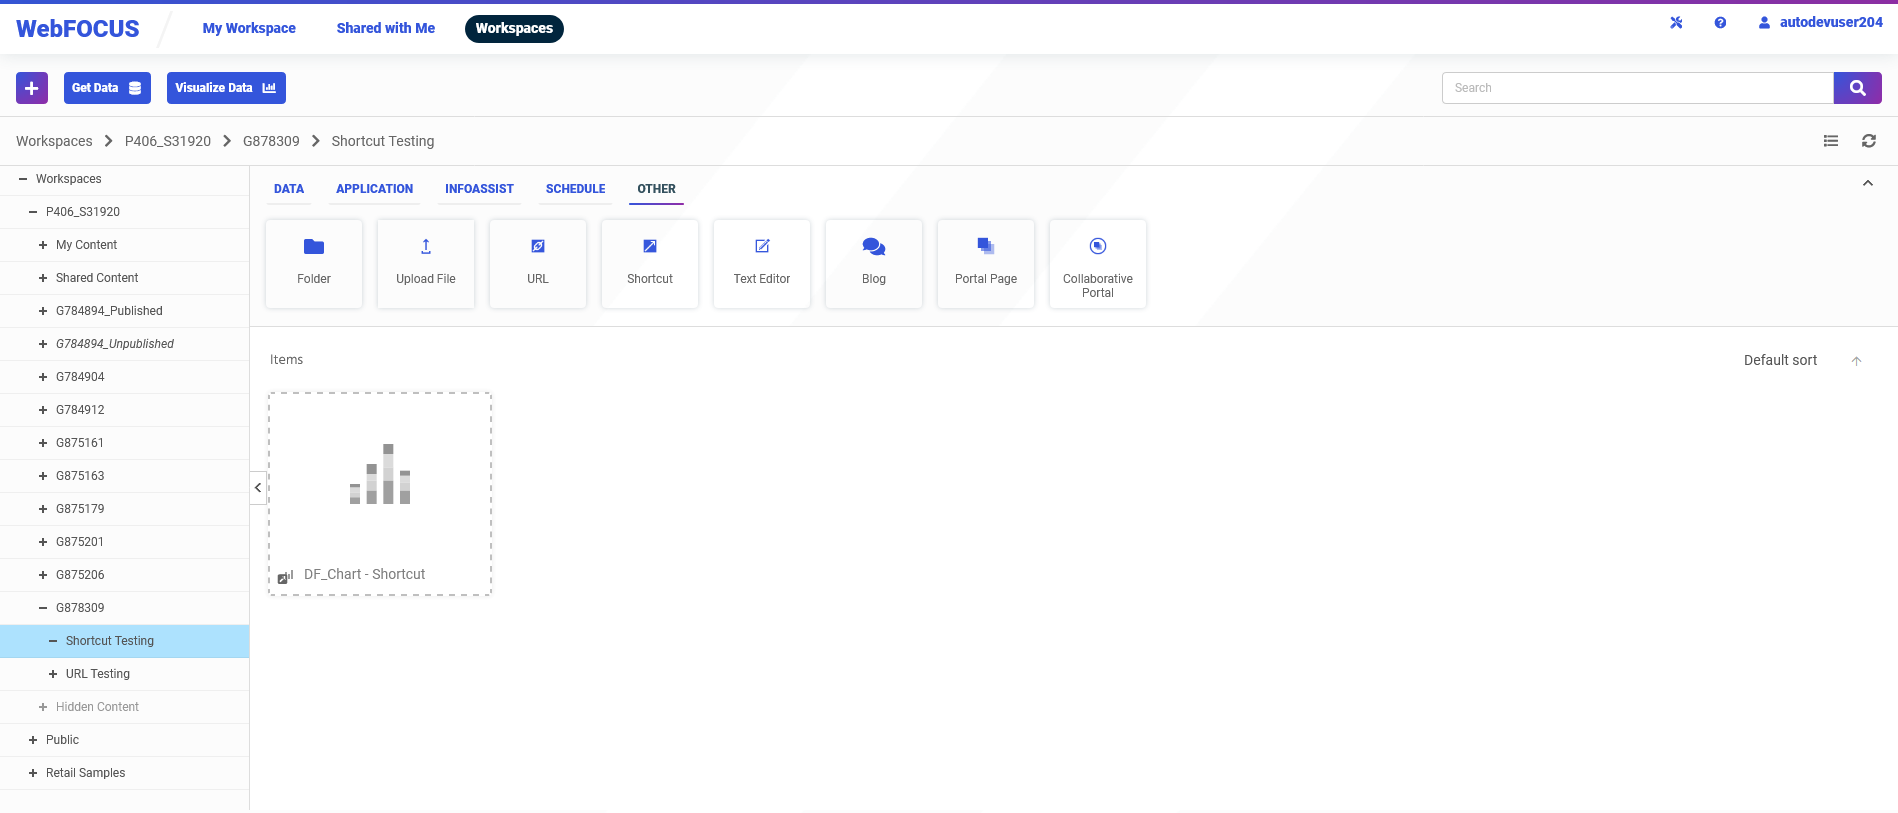 WebFOCUS
My Workspace
Shared with Me
Workspaces
autodevuser204
Get Data
Visualize Data
Search
Workspaces
P406_S31920
G878309
Shortcut Testing
Workspaces
P406_S31920
My Content
Shared Content
G784894_Published
G784894_Unpublished
G784904
G784912
G875161
G875163
G875179
G875201
G875206
G878309
Shortcut Testing
URL Testing
Hidden Content
Public
Retail Samples
DATA
APPLICATION
INFOASSIST
SCHEDULE
OTHER
Folder
Upload File
URL
Shortcut
Text Editor
Blog
Portal Page
Collaborative
Portal
Items
Default sort
DF_Chart - Shortcut